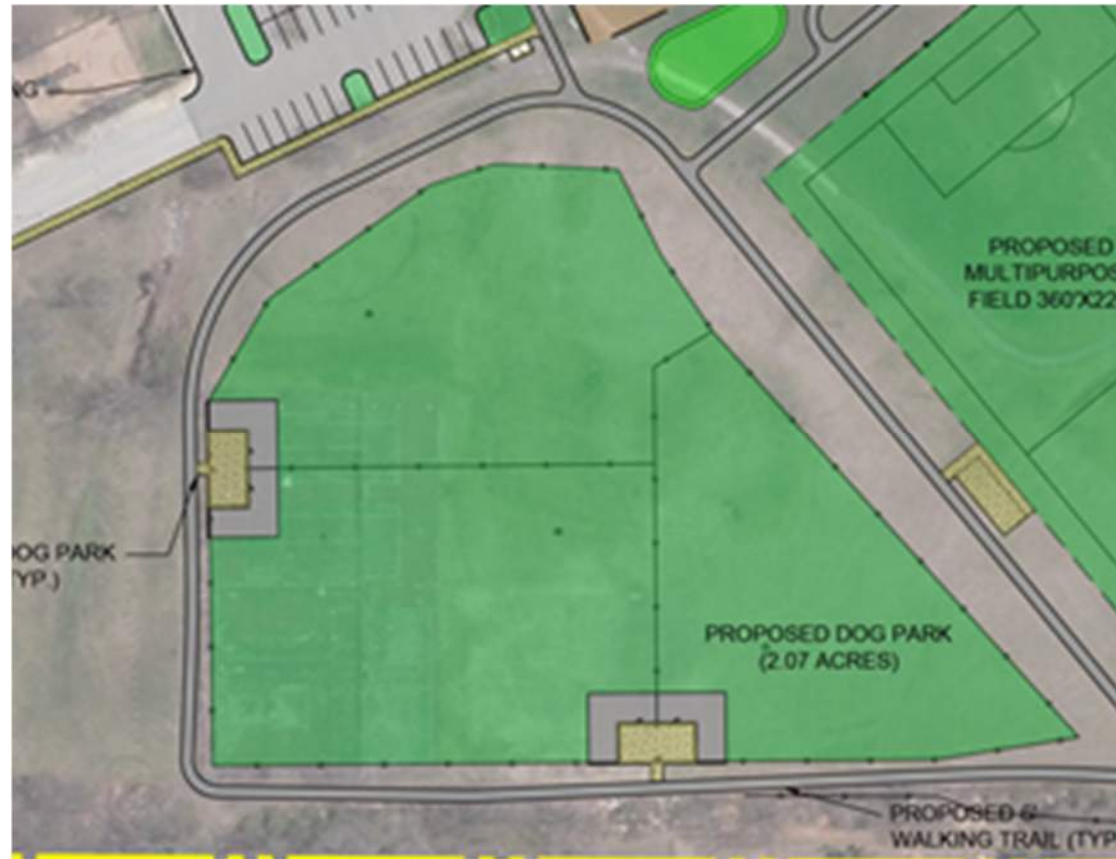 NG
PROPOSED
MULTIPURPOS
FIELD 360'X22
DOG PARK
TYP.)
PROPOSED DOG PARK
(2.07 ACRES)
PROPOSED 6'
WALKING TRAIL (TYP